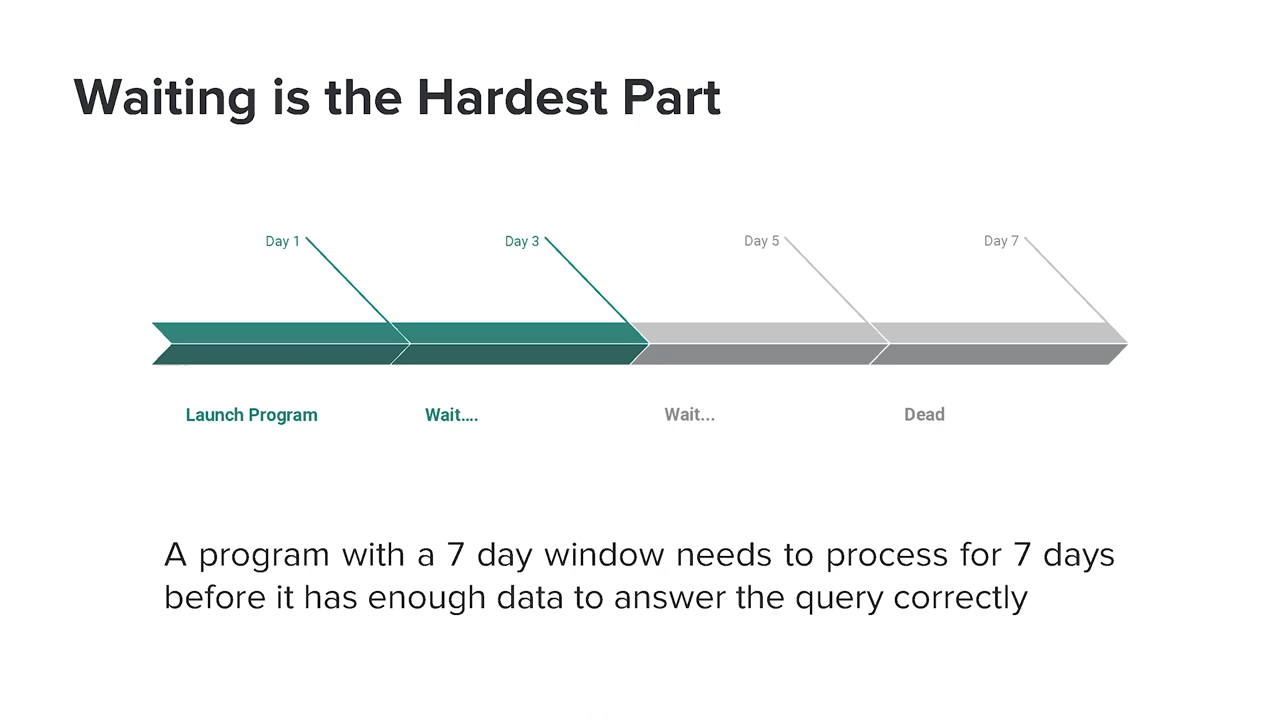 Waiting is the Hardest Part
Day 1
Day 3
Day 5
Day 7
Launch Program
Wait....
Wait...
Dead
A program with a 7 day window needs to process for 7 days
before it has enough data to answer the query correctly